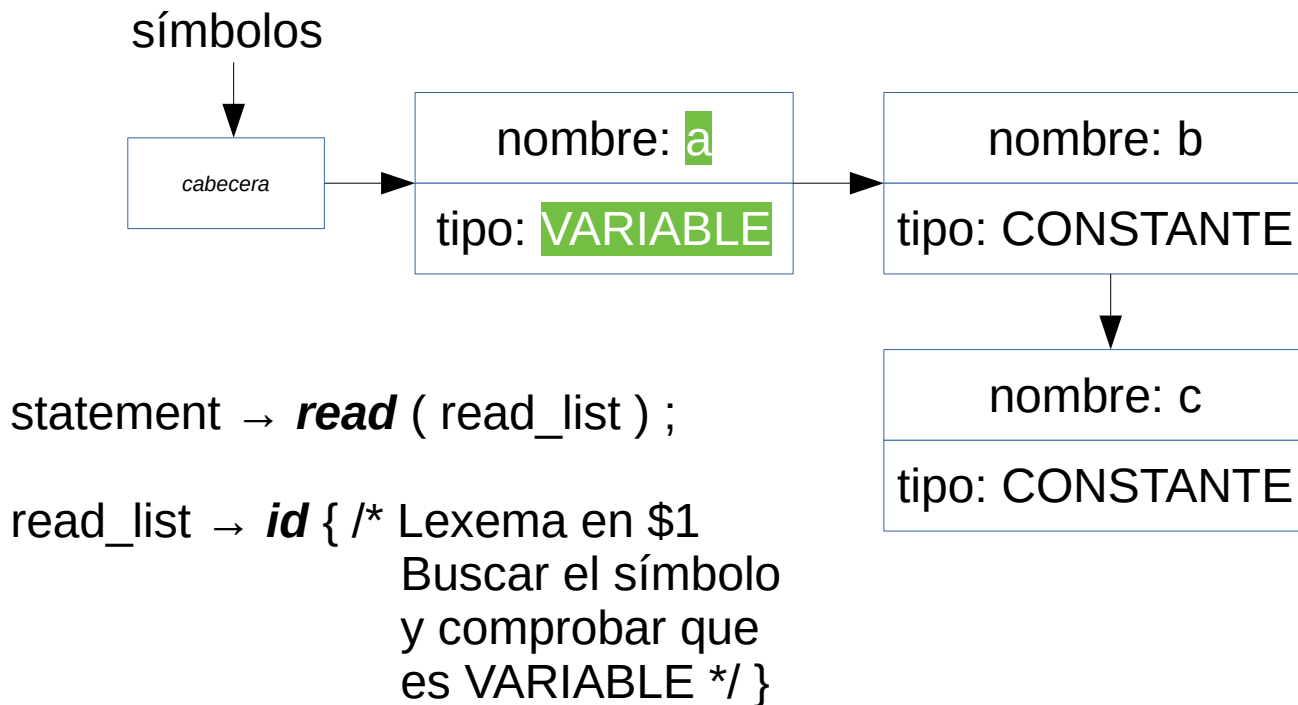 símbolos
cabecera
nombre: a
tipo: VARIABLE
nombre: b
tipo: CONSTANTE
nombre: c
tipo: CONSTANTE
statement → read ( read_list ) ;
read_list → id { /* Lexema en $1
Buscar el símbolo
y comprobar que
es VARIABLE */ }